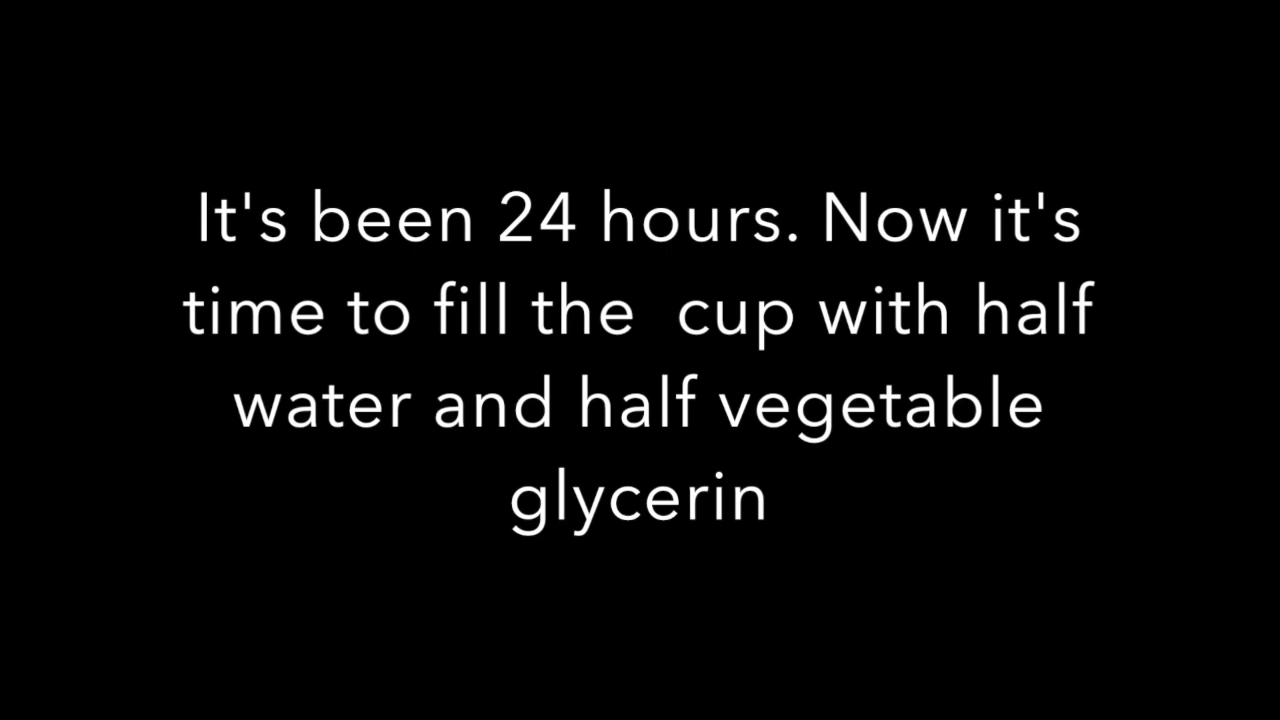 It's been 24 hours. Now it's
time to fill the  cup with half
water and half vegetable
glycerin